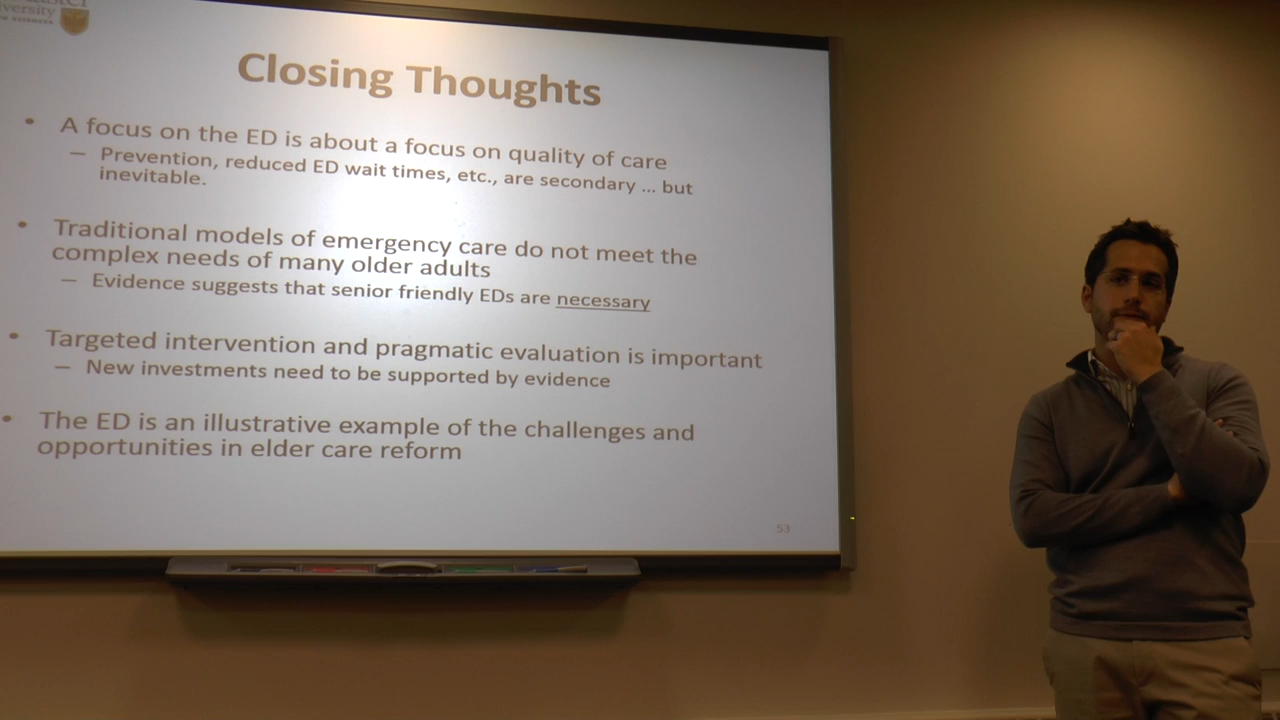 versity
Closing Thoughts
• A focus on the ED is about a focus on quality of care
– Prevention, reduced ED wait times, etc., are secondary ... but
inevitable.
• Traditional models of emergency care do not meet the
complex needs of many older adults
– Evidence suggests that senior friendly EDs are necessary
• Targeted intervention and pragmatic evaluation is important
– New investments need to be supported by evidence
• The ED is an illustrative example of the challenges and
opportunities in elder care reform
53